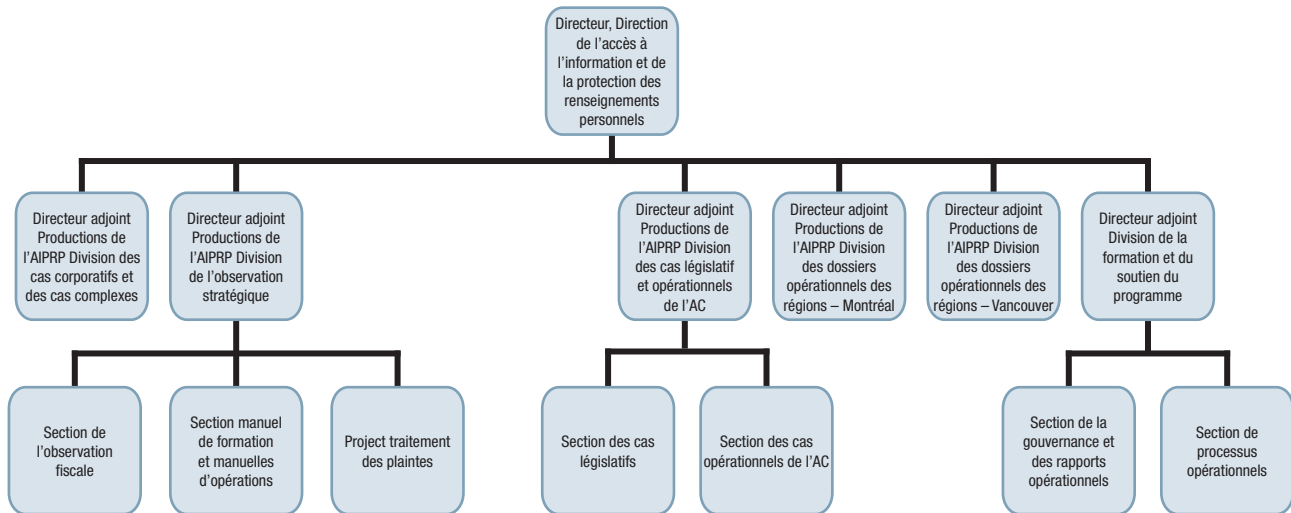 Directeur, Direction
de l'accès à
l'information et de
la protection des
renseignements
personnels
Directeur adjoint
Productions de
l'AIPRP Division des
cas corporatifs et
des cas complexes
Directeur adjoint
Productions de
l'AIPRP Division
de l'observation
stratégique
Directeur adjoint
Productions de
l'AIPRP Division
des cas législatif
et opérationnels
de l'AC
Directeur adjoint
Productions de
l'AIPRP Division
des dossiers
opérationnels des
régions – Montréal
Directeur adjoint
Productions de
l'AIPRP Division
des dossiers
opérationnels des
régions – Vancouver
Directeur adjoint
Division de la
formation et du
soutien du
programme
Section de
l'observation
fiscale
Section manuel
de formation
et manuelles
d'opérations
Project traitement
des plaintes
Section des cas
législatifs
Section des cas
opérationnels de l'AC
Section de la
gouvernance et
des rapports
opérationnels
Section de
processus
opérationnels